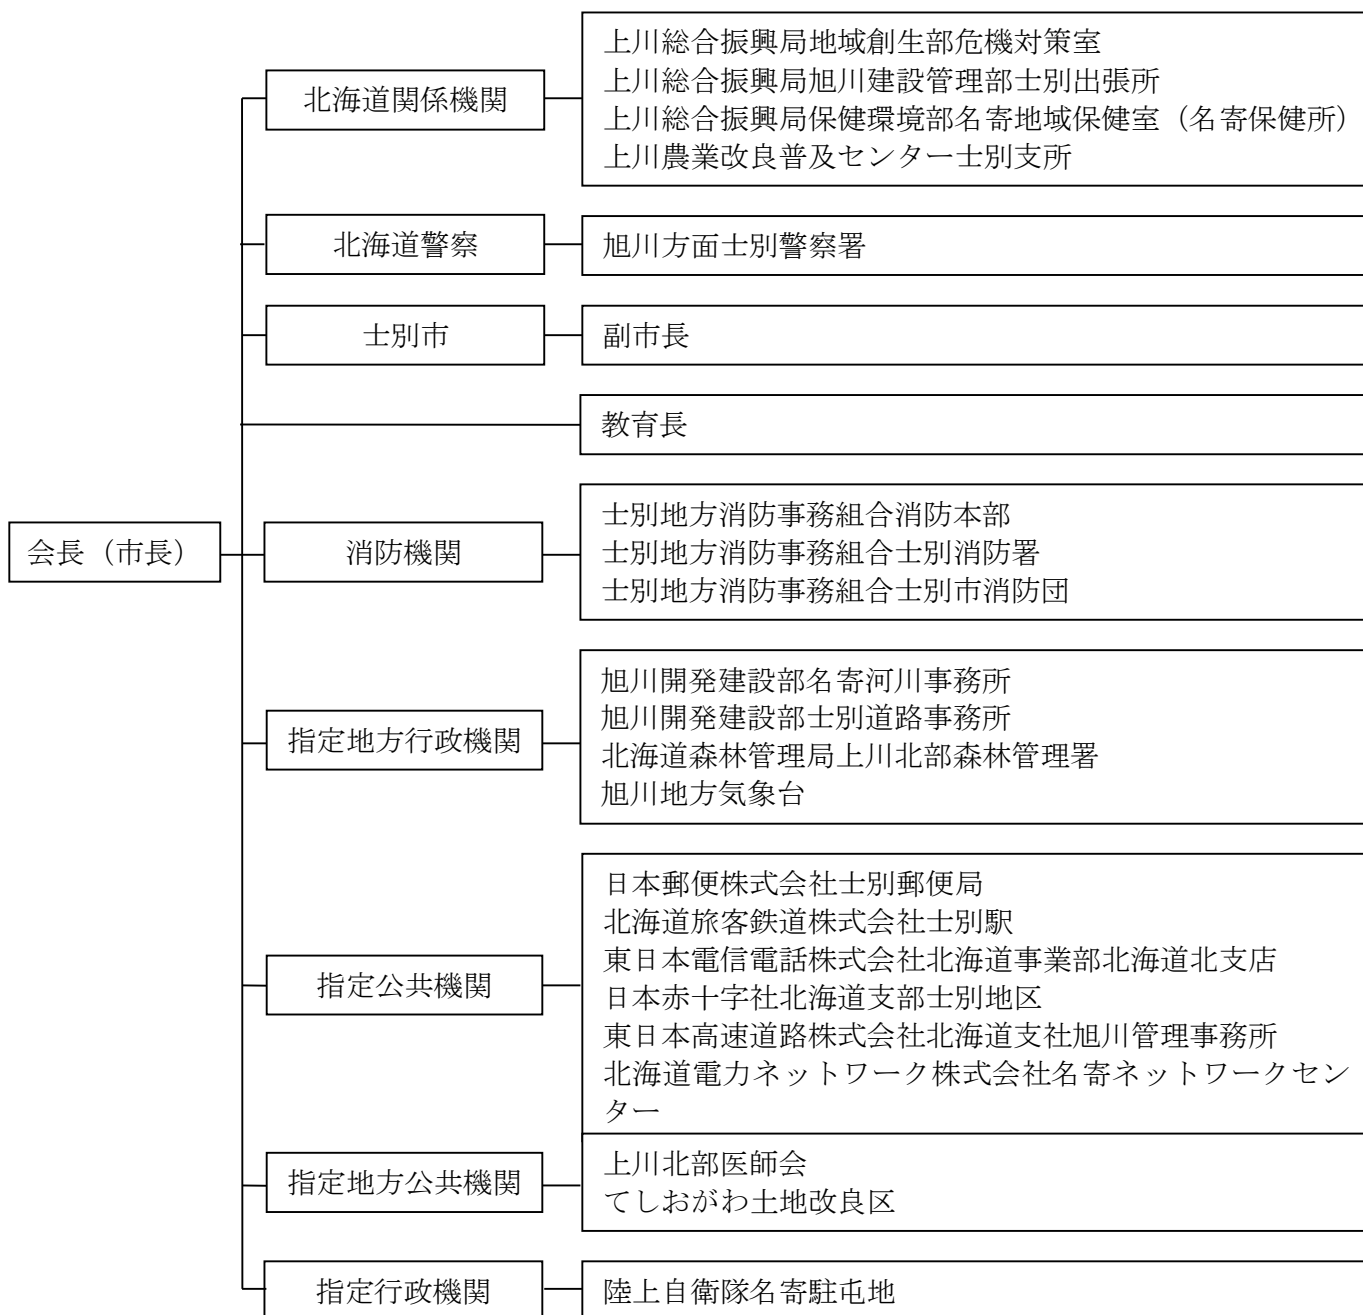 会長（市長）
北海道関係機関
上川総合振興局地域創生部危機対策室
上川総合振興局旭川建設管理部士別出張所
上川総合振興局保健環境部名寄地域保健室（名寄保健所）
上川農業改良普及センター士別支所
北海道警察
旭川方面士別警察署
士別市
副市長
教育長
消防機関
士別地方消防事務組合消防本部
士別地方消防事務組合士別消防署
士別地方消防事務組合士別市消防団
指定地方行政機関
旭川開発建設部名寄河川事務所
旭川開発建設部士別道路事務所
北海道森林管理局上川北部森林管理署
旭川地方気象台
指定公共機関
日本郵便株式会社士別郵便局
北海道旅客鉄道株式会社士別駅
東日本電信電話株式会社北海道事業部北海道北支店
日本赤十字社北海道支部士別地区
東日本高速道路株式会社北海道支社旭川管理事務所
北海道電力ネットワーク株式会社名寄ネットワークセン
ター
指定地方公共機関
上川北部医師会
てしおがわ土地改良区
指定行政機関
陸上自衛隊名寄駐屯地